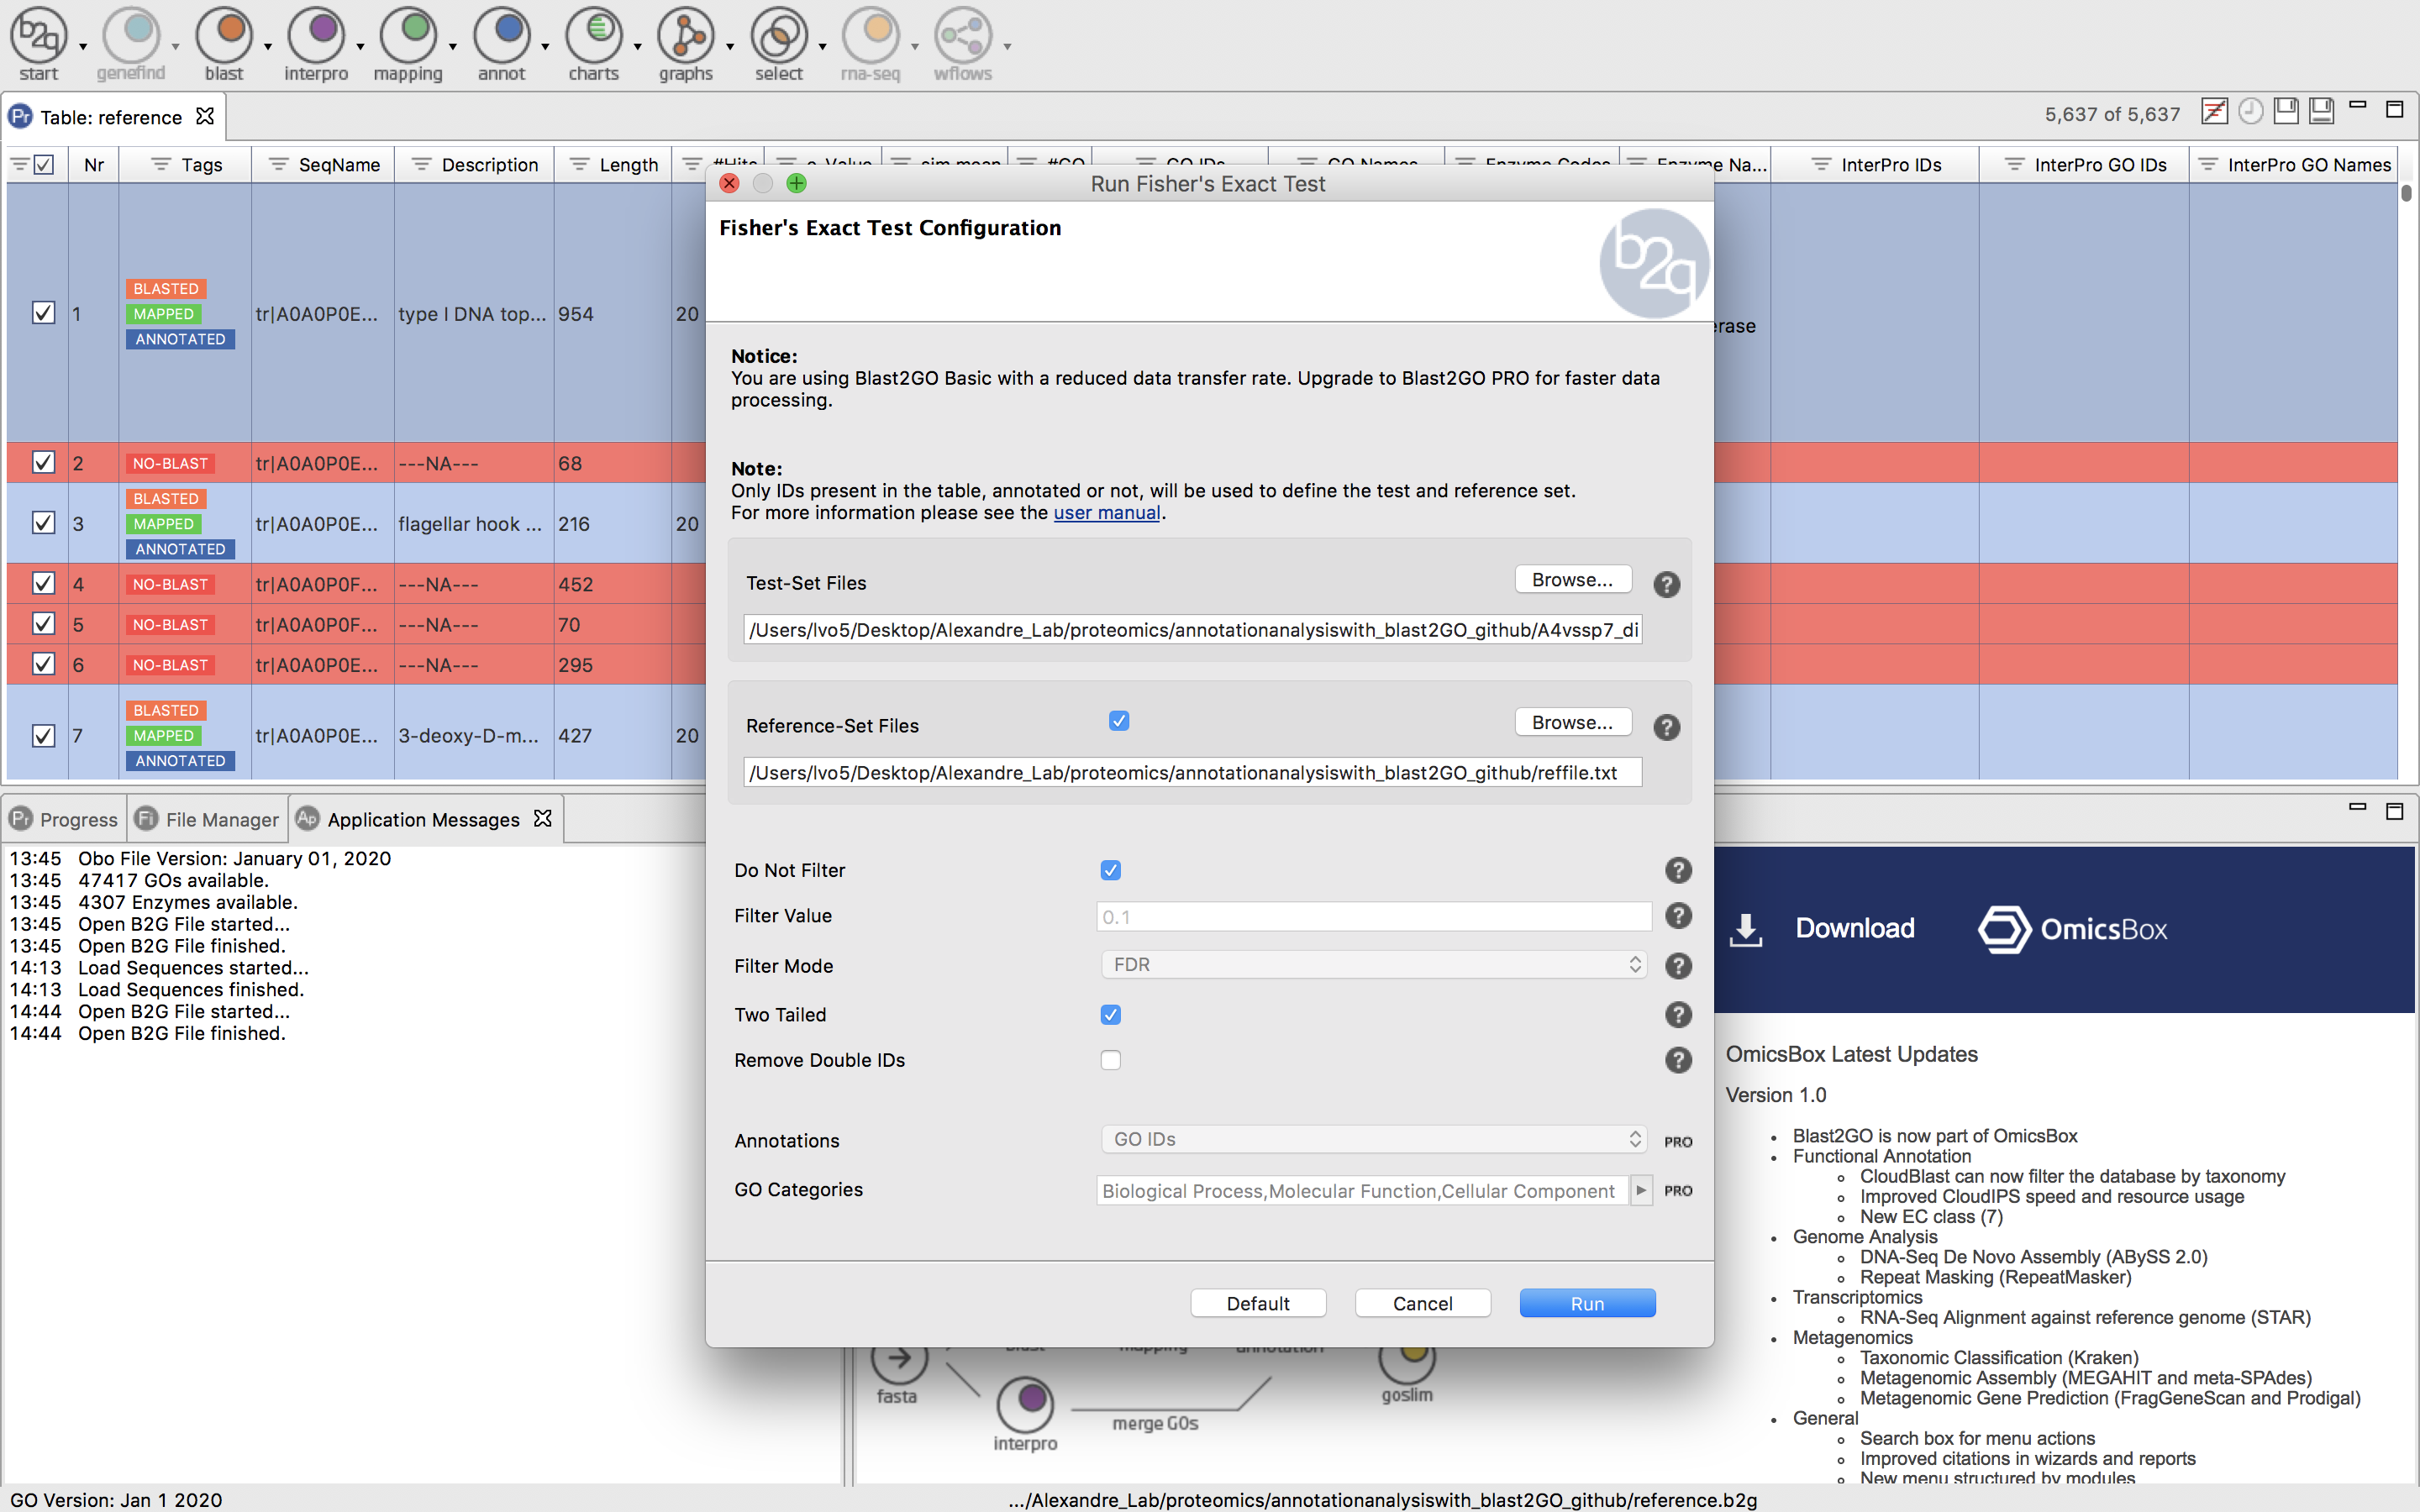 start genefind blast interpro mapping annot charts graphs select rna-seq wflows
Table: reference
5,637 of 5,637
Nr Tags SeqName Description Length #Hits e-Value sim mean #GO GO IDs GO Names Enzyme Codes Enzyme Na... InterPro IDs InterPro GO IDs InterPro GO Names
BLASTED
1 MAPPED tr|A0A0P0E... type I DNA top... 954 20
ANNOTATED
erase
2 NO-BLAST tr|A0A0P0E... ---NA--- 68
BLASTED
3 MAPPED tr|A0A0P0E... flagellar hook ... 216 20
ANNOTATED
4 NO-BLAST tr|A0A0P0F... ---NA--- 452
5 NO-BLAST tr|A0A0P0F... ---NA--- 70
6 NO-BLAST tr|A0A0P0E... ---NA--- 295
BLASTED
7 MAPPED tr|A0A0P0E... 3-deoxy-D-m... 427 20
ANNOTATED
Run Fisher's Exact Test
Fisher's Exact Test Configuration
b2g
Notice:
You are using Blast2GO Basic with a reduced data transfer rate. Upgrade to Blast2GO PRO for faster data
processing.
Note:
Only IDs present in the table, annotated or not, will be used to define the test and reference set.
For more information please see the user manual.
Test-Set Files Browse...
/Users/lvo5/Desktop/Alexandre_Lab/proteomics/annotationanalysiswith_blast2GO_github/A4vssp7_di
Reference-Set Files Browse...
/Users/lvo5/Desktop/Alexandre_Lab/proteomics/annotationanalysiswith_blast2GO_github/reffile.txt
Do Not Filter
Filter Value 0.1
Filter Mode FDR
Two Tailed
Remove Double IDs
Annotations GO IDs PRO
GO Categories Biological Process,Molecular Function,Cellular Component PRO
Default Cancel Run
Progress File Manager Application Messages
13:45 Obo File Version: January 01, 2020
13:45 47417 GOs available.
13:45 4307 Enzymes available.
13:45 Open B2G File started...
13:45 Open B2G File finished.
14:13 Load Sequences started...
14:13 Load Sequences finished.
14:44 Open B2G File started...
14:44 Open B2G File finished.
blast mapping annotation
fasta
interpro
merge GOs
goslim
Download OmicsBox
OmicsBox Latest Updates
Version 1.0
Blast2GO is now part of OmicsBox
Functional Annotation
CloudBlast can now filter the database by taxonomy
Improved CloudIPS speed and resource usage
New EC class (7)
Genome Analysis
DNA-Seq De Novo Assembly (ABySS 2.0)
Repeat Masking (RepeatMasker)
Transcriptomics
RNA-Seq Alignment against reference genome (STAR)
Metagenomics
Taxonomic Classification (Kraken)
Metagenomic Assembly (MEGAHIT and meta-SPAdes)
Metagenomic Gene Prediction (FragGeneScan and Prodigal)
General
Search box for menu actions
Improved citations in wizards and reports
New menu structured by modules
GO Version: Jan 1 2020
.../Alexandre_Lab/proteomics/annotationanalysiswith_blast2GO_github/reference.b2g